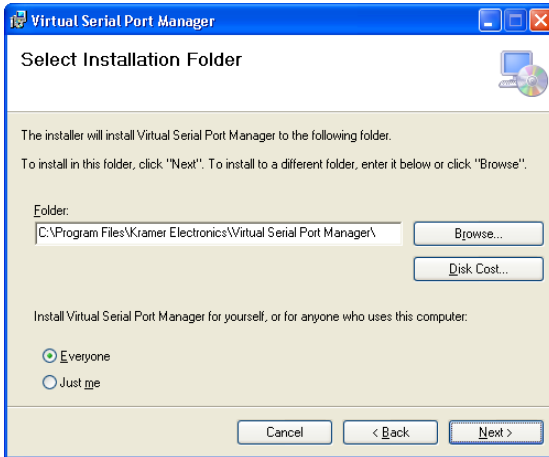 Virtual Serial Port Manager
Select Installation Folder
The installer will install Virtual Serial Port Manager to the following folder.
To install in this folder, click "Next". To install to a different folder, enter it below or click "Browse".
Folder:
C:\Program Files\Kramer Electronics\Virtual Serial Port Manager\
Browse...
Disk Cost...
Install Virtual Serial Port Manager for yourself, or for anyone who uses this computer:
Everyone
Just me
Cancel
< Back
Next >